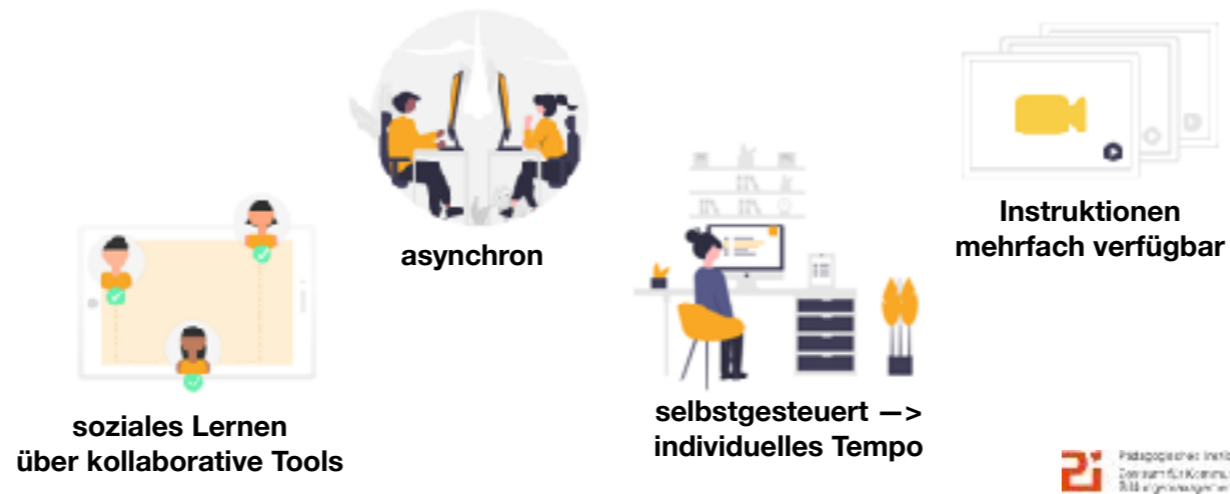 asynchron
Instruktionen
mehrfach verfügbar
soziales Lernen
über kollaborative Tools
selbstgesteuert —>
individuelles Tempo